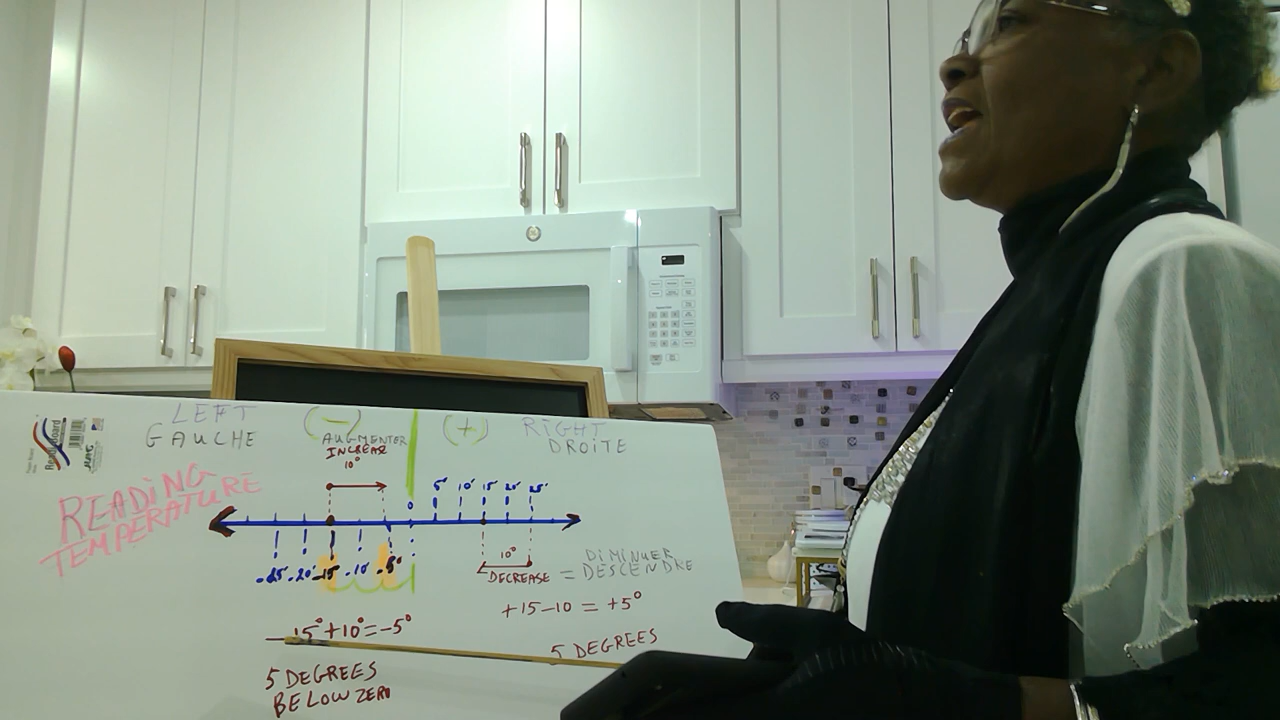 LEFT
GAUCHE
(-)
AUGMENTER
INCREASE
10°
(+)
RIGHT
DROITE
READING
TEMPERATURE
0
5° 10° 15° 20° 25°
-25° -20° -15° -10° -5°
10°
DECREASE
= DIMINUER
DESCENDRE
+15-10 = +5°
5 DEGREES
-15°+10°=-5°
5 DEGREES
BELOW ZERO